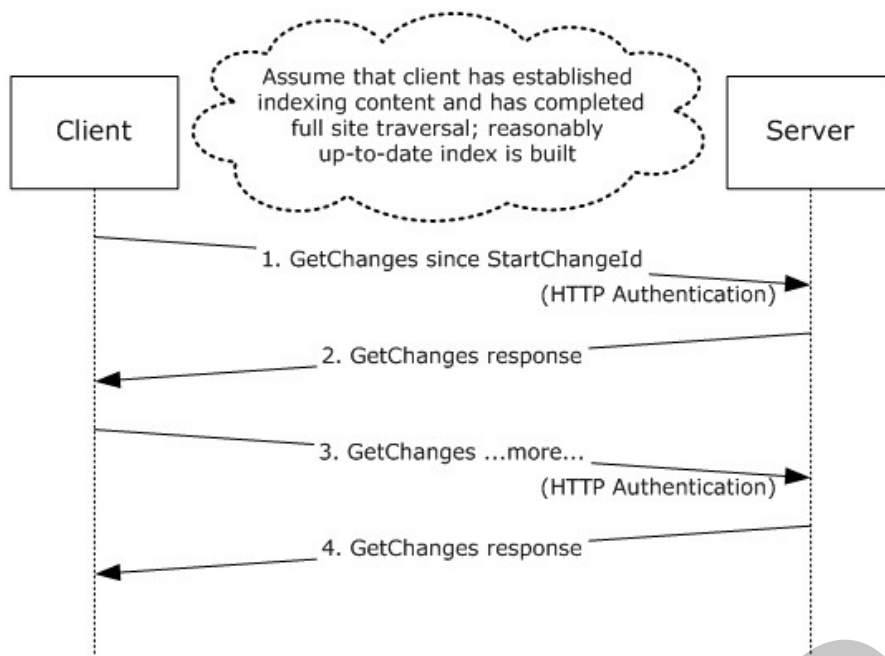 Assume that client has established
indexing content and has completed
full site traversal; reasonably
up-to-date index is built
Client
Server
1. GetChanges since StartChangeId
(HTTP Authentication)
2. GetChanges response
3. GetChanges ...more...
(HTTP Authentication)
4. GetChanges response